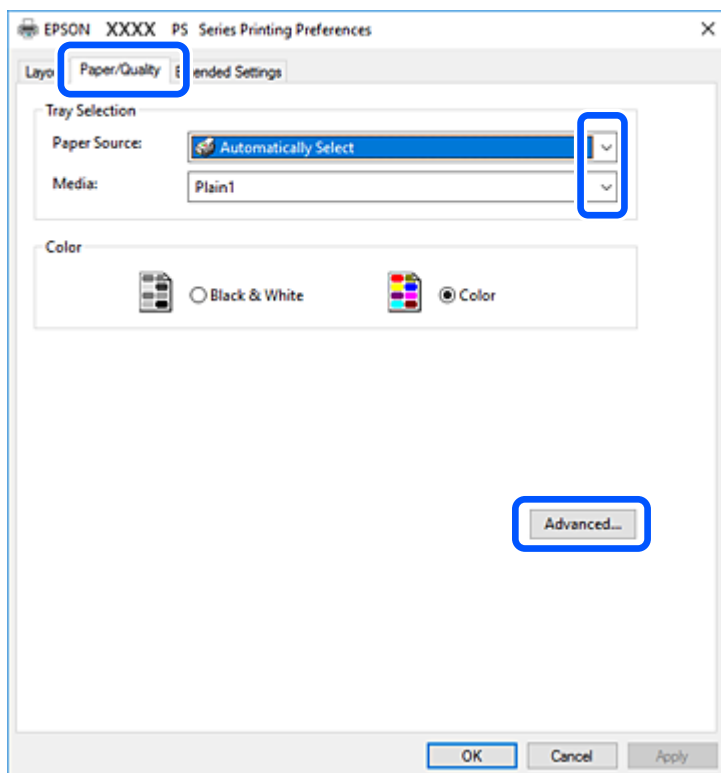 EPSON XXXX PS Series Printing Preferences
Paper/Quality
Tray Selection
Paper Source: Automatically Select
Media: Plain1
Color
Black & White Color
Advanced...
OK Cancel Apply